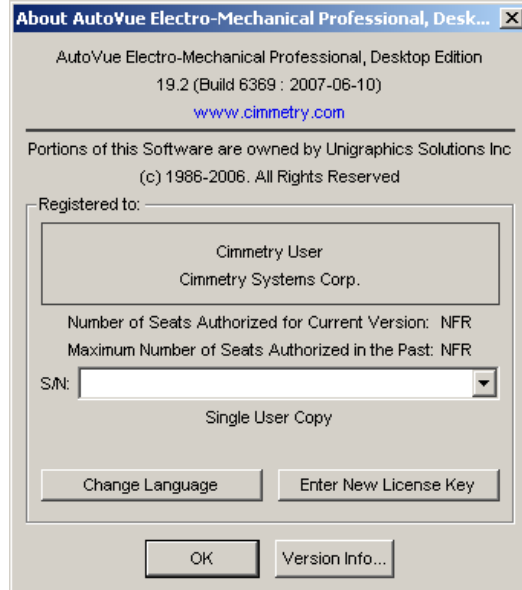 About AutoVue Electro-Mechanical Professional, Desk...
AutoVue Electro-Mechanical Professional, Desktop Edition
19.2 (Build 6369 : 2007-06-10)
www.cimmetry.com
Portions of this Software are owned by Unigraphics Solutions Inc
(c) 1986-2006. All Rights Reserved
Registered to:
Cimmetry User
Cimmetry Systems Corp.
Number of Seats Authorized for Current Version: NFR
Maximum Number of Seats Authorized in the Past: NFR
S/N:
Single User Copy
Change Language
Enter New License Key
OK
Version Info...